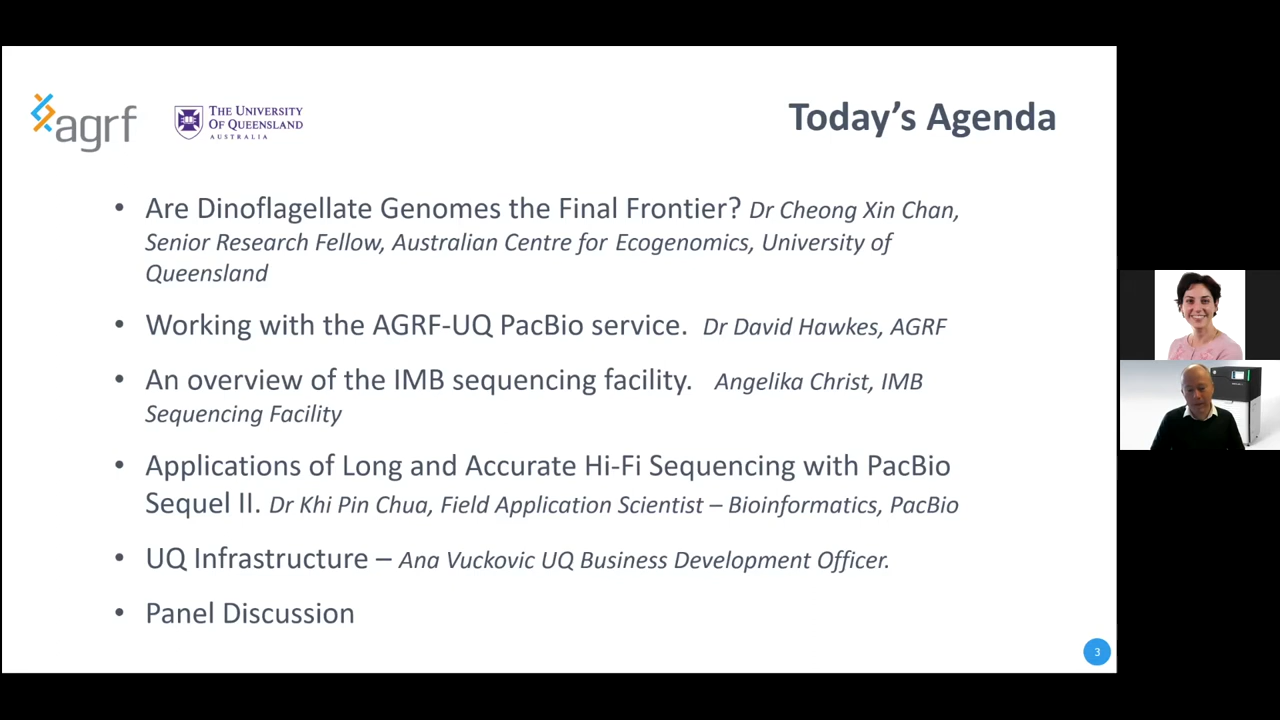 agrf
THE UNIVERSITY
OF QUEENSLAND
AUSTRALIA
Today's Agenda
• Are Dinoflagellate Genomes the Final Frontier? Dr Cheong Xin Chan,
Senior Research Fellow, Australian Centre for Ecogenomics, University of
Queensland
• Working with the AGRF-UQ PacBio service. Dr David Hawkes, AGRF
• An overview of the IMB sequencing facility. Angelika Christ, IMB
Sequencing Facility
• Applications of Long and Accurate Hi-Fi Sequencing with PacBio
Sequel II. Dr Khi Pin Chua, Field Application Scientist – Bioinformatics, PacBio
• UQ Infrastructure – Ana Vuckovic UQ Business Development Officer.
• Panel Discussion
3